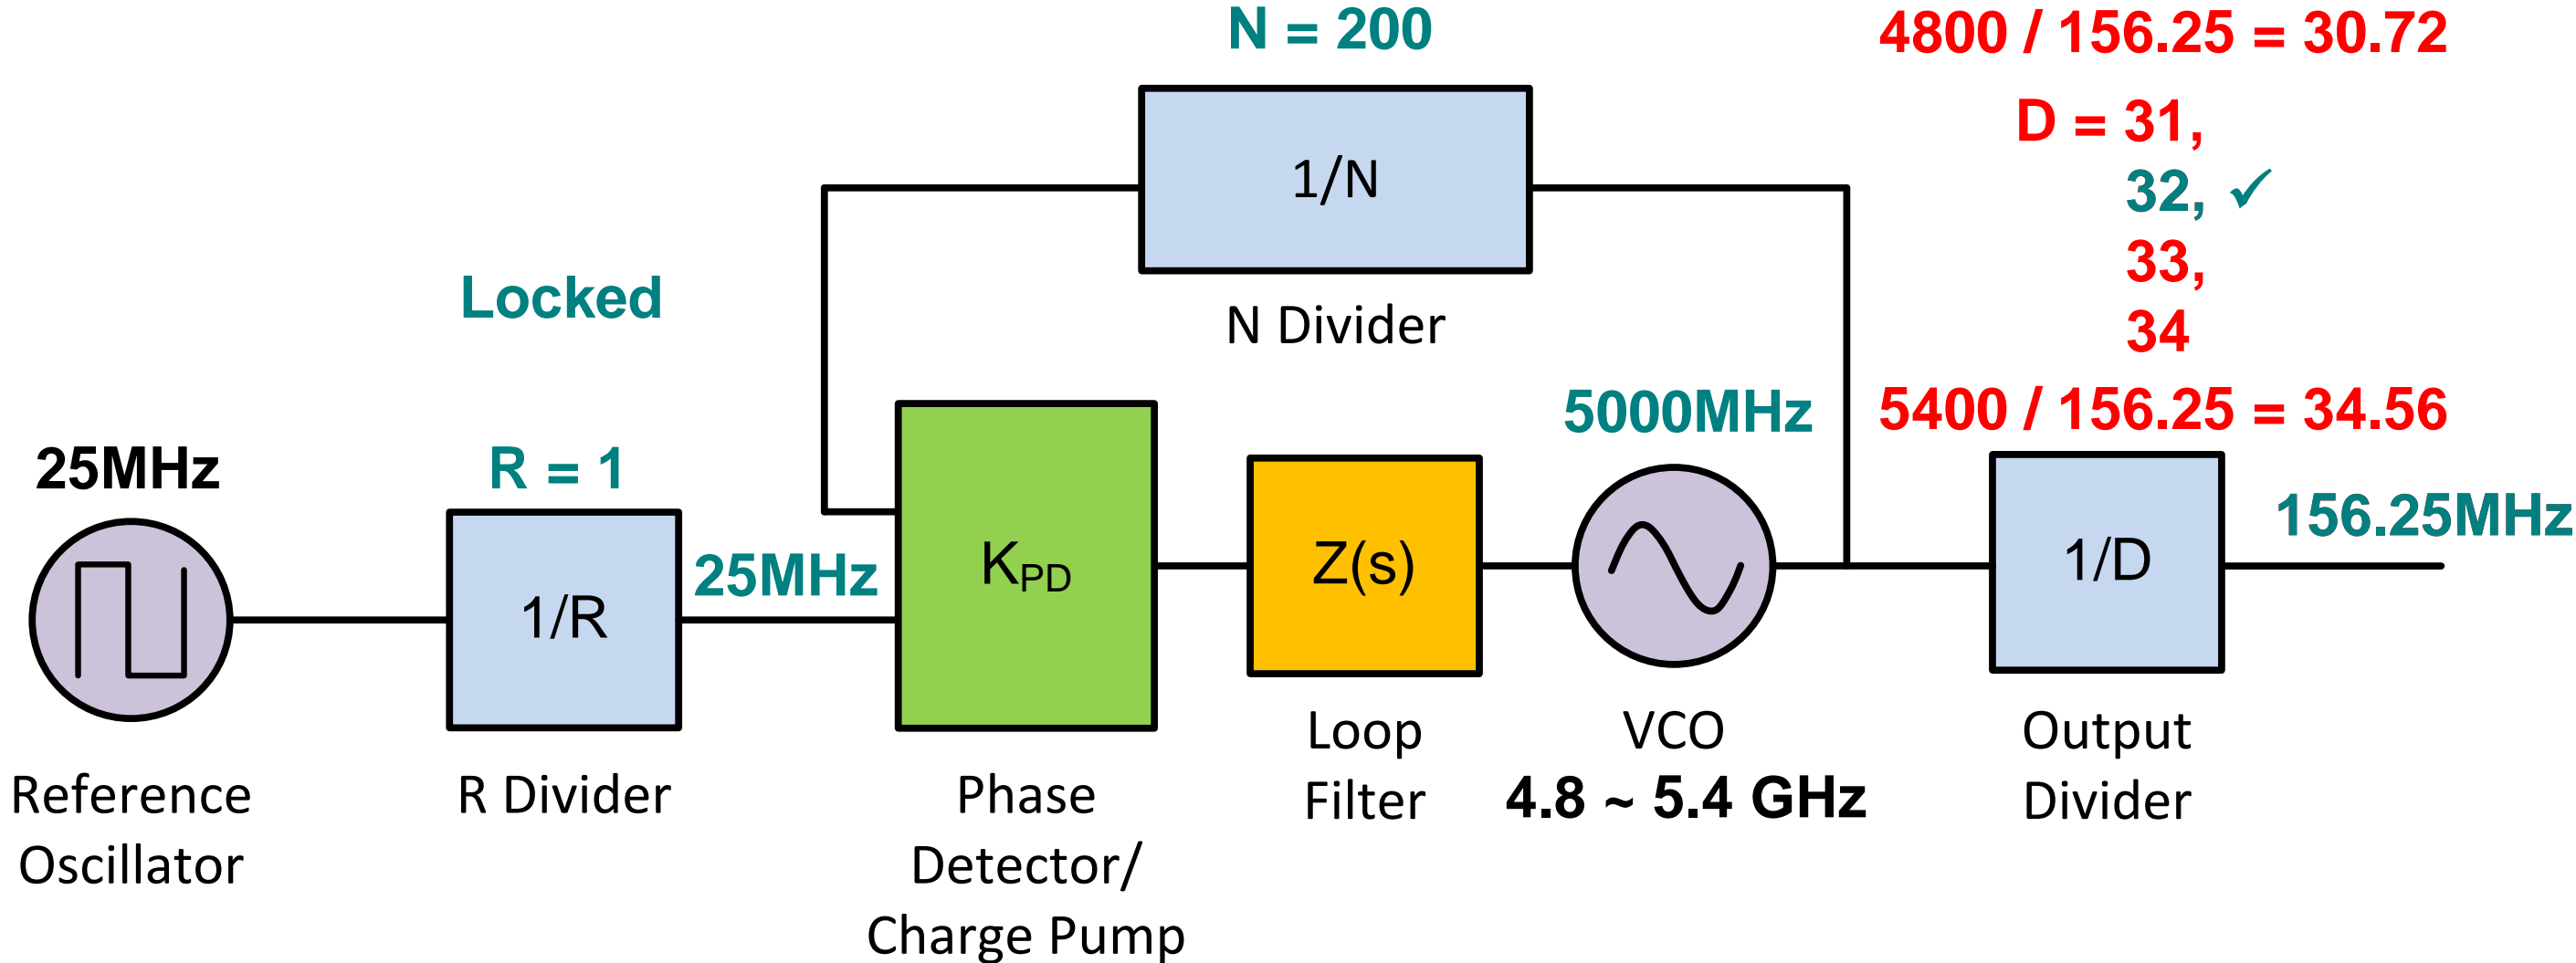 N = 200
4800 / 156.25 = 30.72
D = 31,
32, ✓
33,
34
5400 / 156.25 = 34.56
1/N
N Divider
Locked
25MHz
R = 1
5000MHz
156.25MHz
25MHz
1/R
KPD
Z(s)
1/D
Reference
Oscillator
R Divider
Phase
Detector/
Charge Pump
Loop
Filter
VCO
4.8 ~ 5.4 GHz
Output
Divider